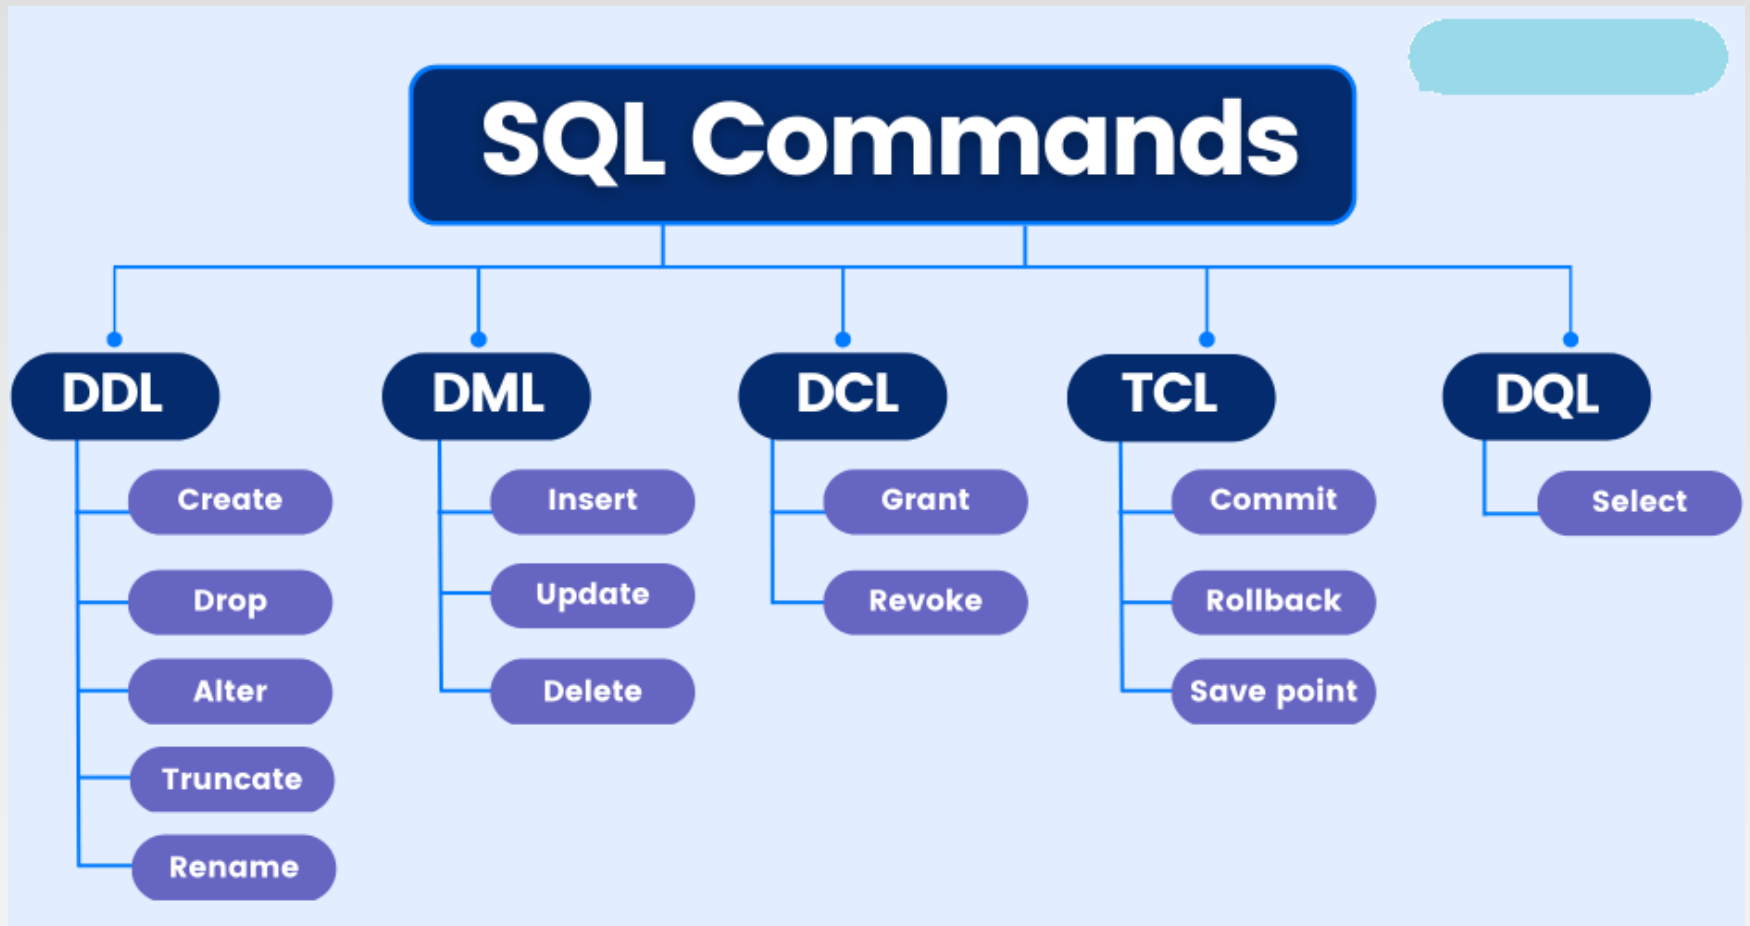 SQL Commands
DDL
DML
DCL
TCL
DQL
Create
Drop
Alter
Truncate
Rename
Insert
Update
Delete
Grant
Revoke
Commit
Rollback
Save point
Select